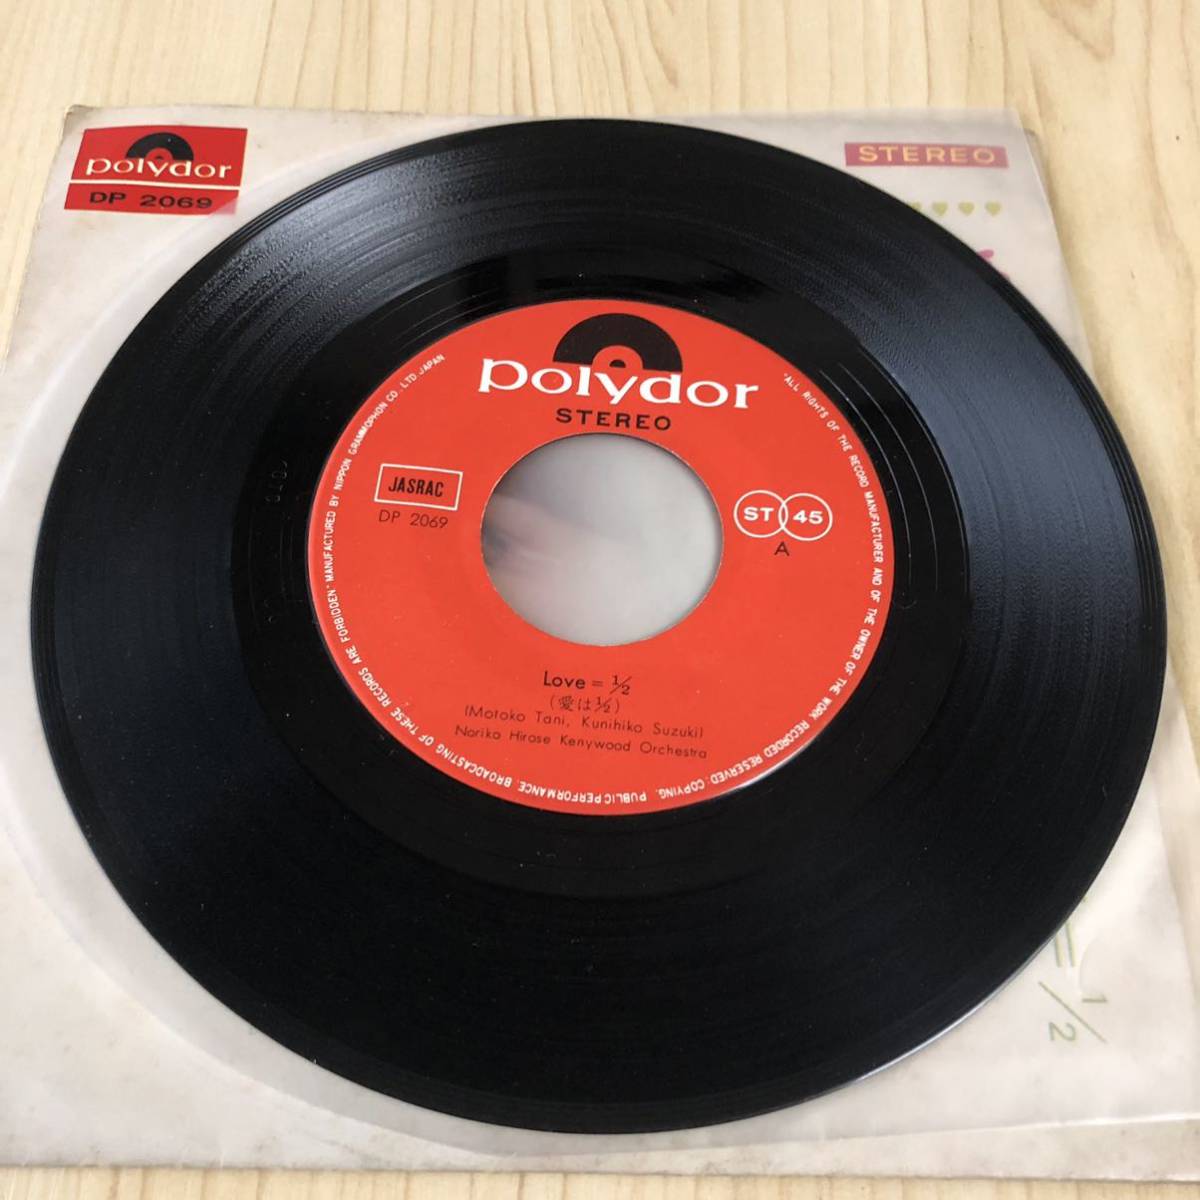 polydor
DP 2069
STEREO
polydor
STEREO
JASRAC
DP 2069
ST 45
A
Love = 1/2
(愛は1/2)
(Motoko Tani, Kunihiko Suzuki)
Noriko Hirose Kenywood Orchestra
"ALL RIGHTS OF THE RECORD MANUFACTURER AND OF THE OWNER OF THE WORK RECORDED RESERVED. COPYING. PUBLIC PERFORMANCE. BROADCASTING OF THESE RECORDS ARE FORBIDDEN" MANUFACTURED BY NIPPON GRAMMOPHON CO., LTD. JAPAN
= 1/2